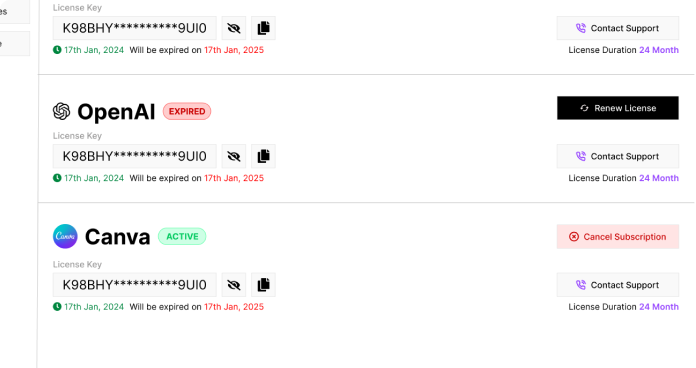 es
License Key
K98BHY**********9UI0
Contact Support
e
17th Jan, 2024 Will be expired on 17th Jan, 2025
License Duration 24 Month
OpenAI EXPIRED
Renew License
License Key
K98BHY**********9UI0
Contact Support
17th Jan, 2024 Will be expired on 17th Jan, 2025
License Duration 24 Month
Canva Canva ACTIVE
Cancel Subscription
License Key
K98BHY**********9UI0
Contact Support
17th Jan, 2024 Will be expired on 17th Jan, 2025
License Duration 24 Month